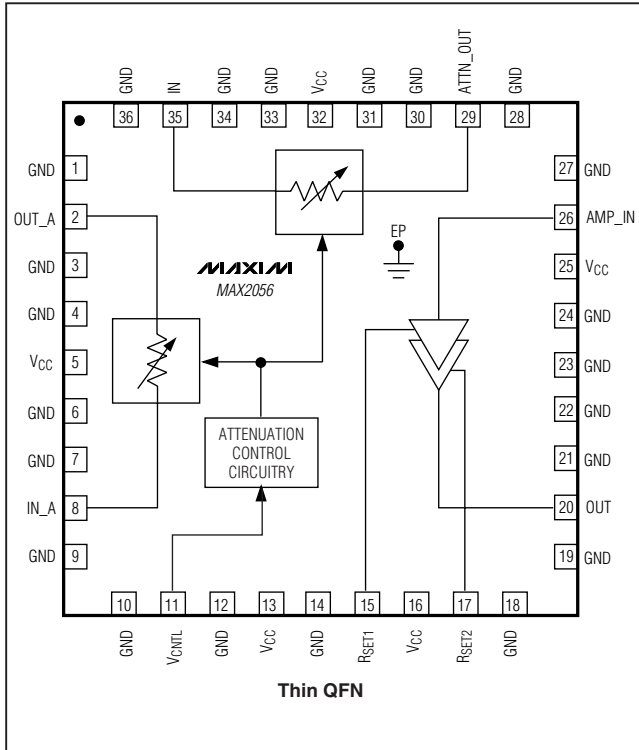 GND
IN
GND
GND
VCC
GND
GND
ATTN_OUT
GND
36
35
34
33
32
31
30
29
28
GND 1
27 GND
OUT_A 2
26 AMP_IN
GND 3
EP
25 VCC
MAXIM
MAX2056
GND 4
24 GND
VCC 5
23 GND
GND 6
22 GND
ATTENUATION
CONTROL
CIRCUITRY
GND 7
21 GND
IN_A 8
20 OUT
GND 9
19 GND
10
11
12
13
14
15
16
17
18
GND
VCNTL
GND
VCC
GND
RSET1
VCC
RSET2
GND
Thin QFN